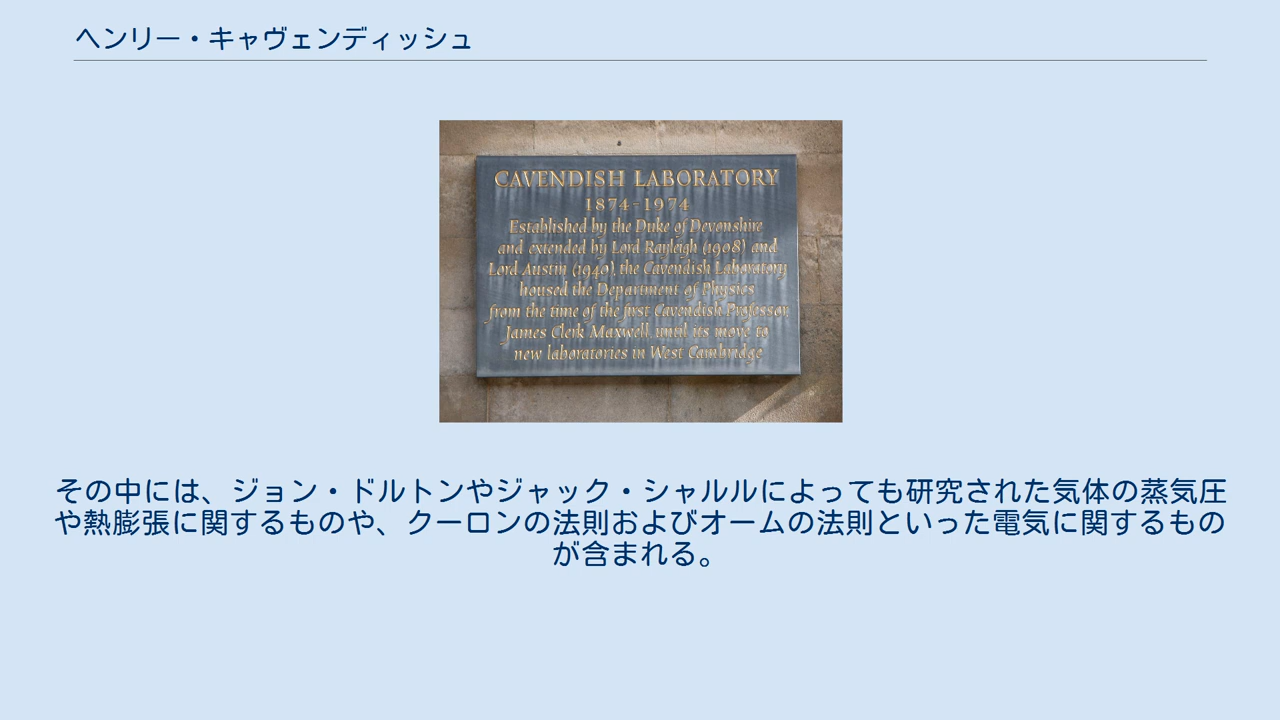 ヘンリー・キャヴェンディッシュ
CAVENDISH LABORATORY
1874-1974
Established by the Duke of Devonshire
and extended by Lord Rayleigh (1908) and
Lord Austin (1940), the Cavendish Laboratory
housed the Department of Physics
from the time of the first Cavendish Professor,
James Clerk Maxwell, until its move to
new laboratories in West Cambridge
その中には、ジョン・ドルトンやジャック・シャルルによっても研究された気体の蒸気圧
や熱膨張に関するものや、クーロンの法則およびオームの法則といった電気に関するもの
が含まれる。